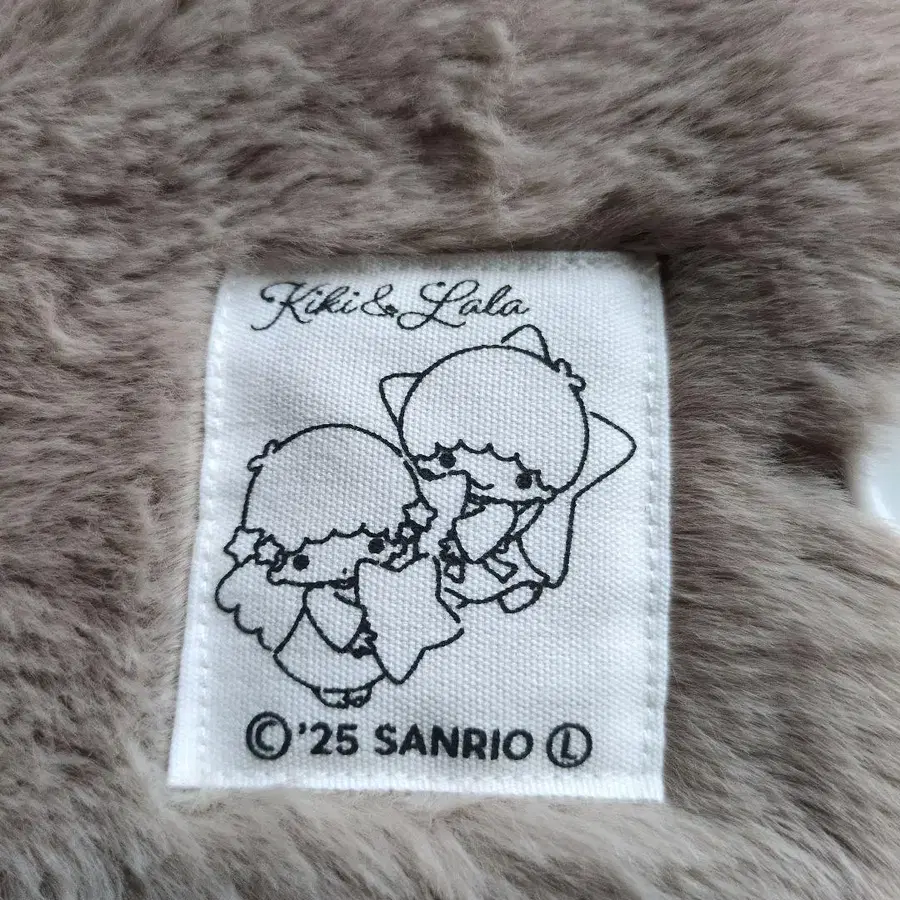 Kiki & Lala
© '25 SANRIO Ⓛ